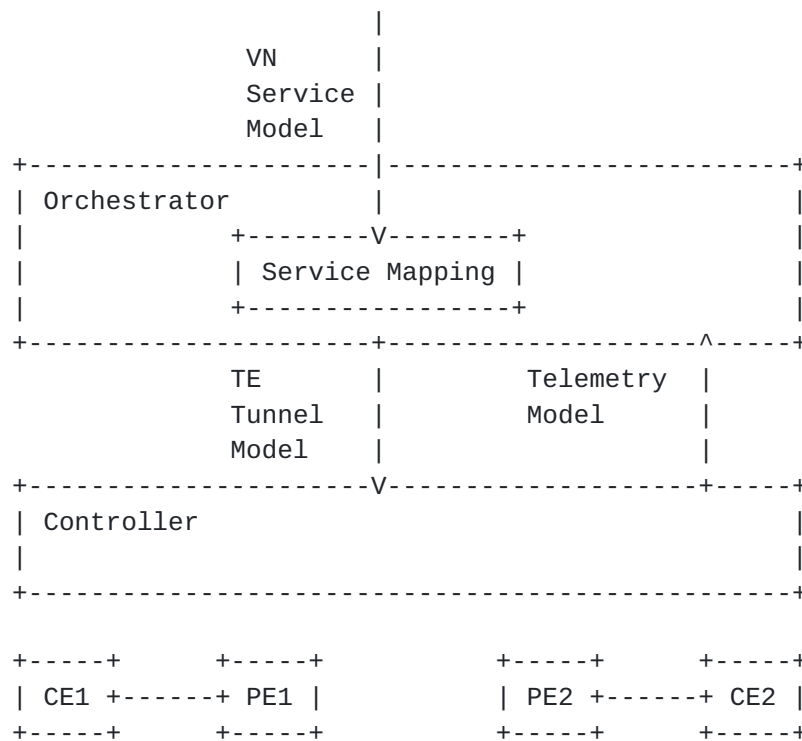 |
               VN       |
               Service  |
               Model    |
+----------------------|--------------------------+
| Orchestrator         |                          |
|             +--------V--------+                 |
|             | Service Mapping |                 |
|             +-----------------+                 |
+----------------------+--------------------^-----+
              TE       |         Telemetry  |
              Tunnel   |         Model      |
              Model    |                    |
+----------------------V--------------------+-----+
| Controller                                      |
|                                                 |
+-------------------------------------------------+
+-----+      +-----+           +-----+      +-----+
| CE1 +------+ PE1 |           | PE2 +------+ CE2 |
+-----+      +-----+           +-----+      +-----+